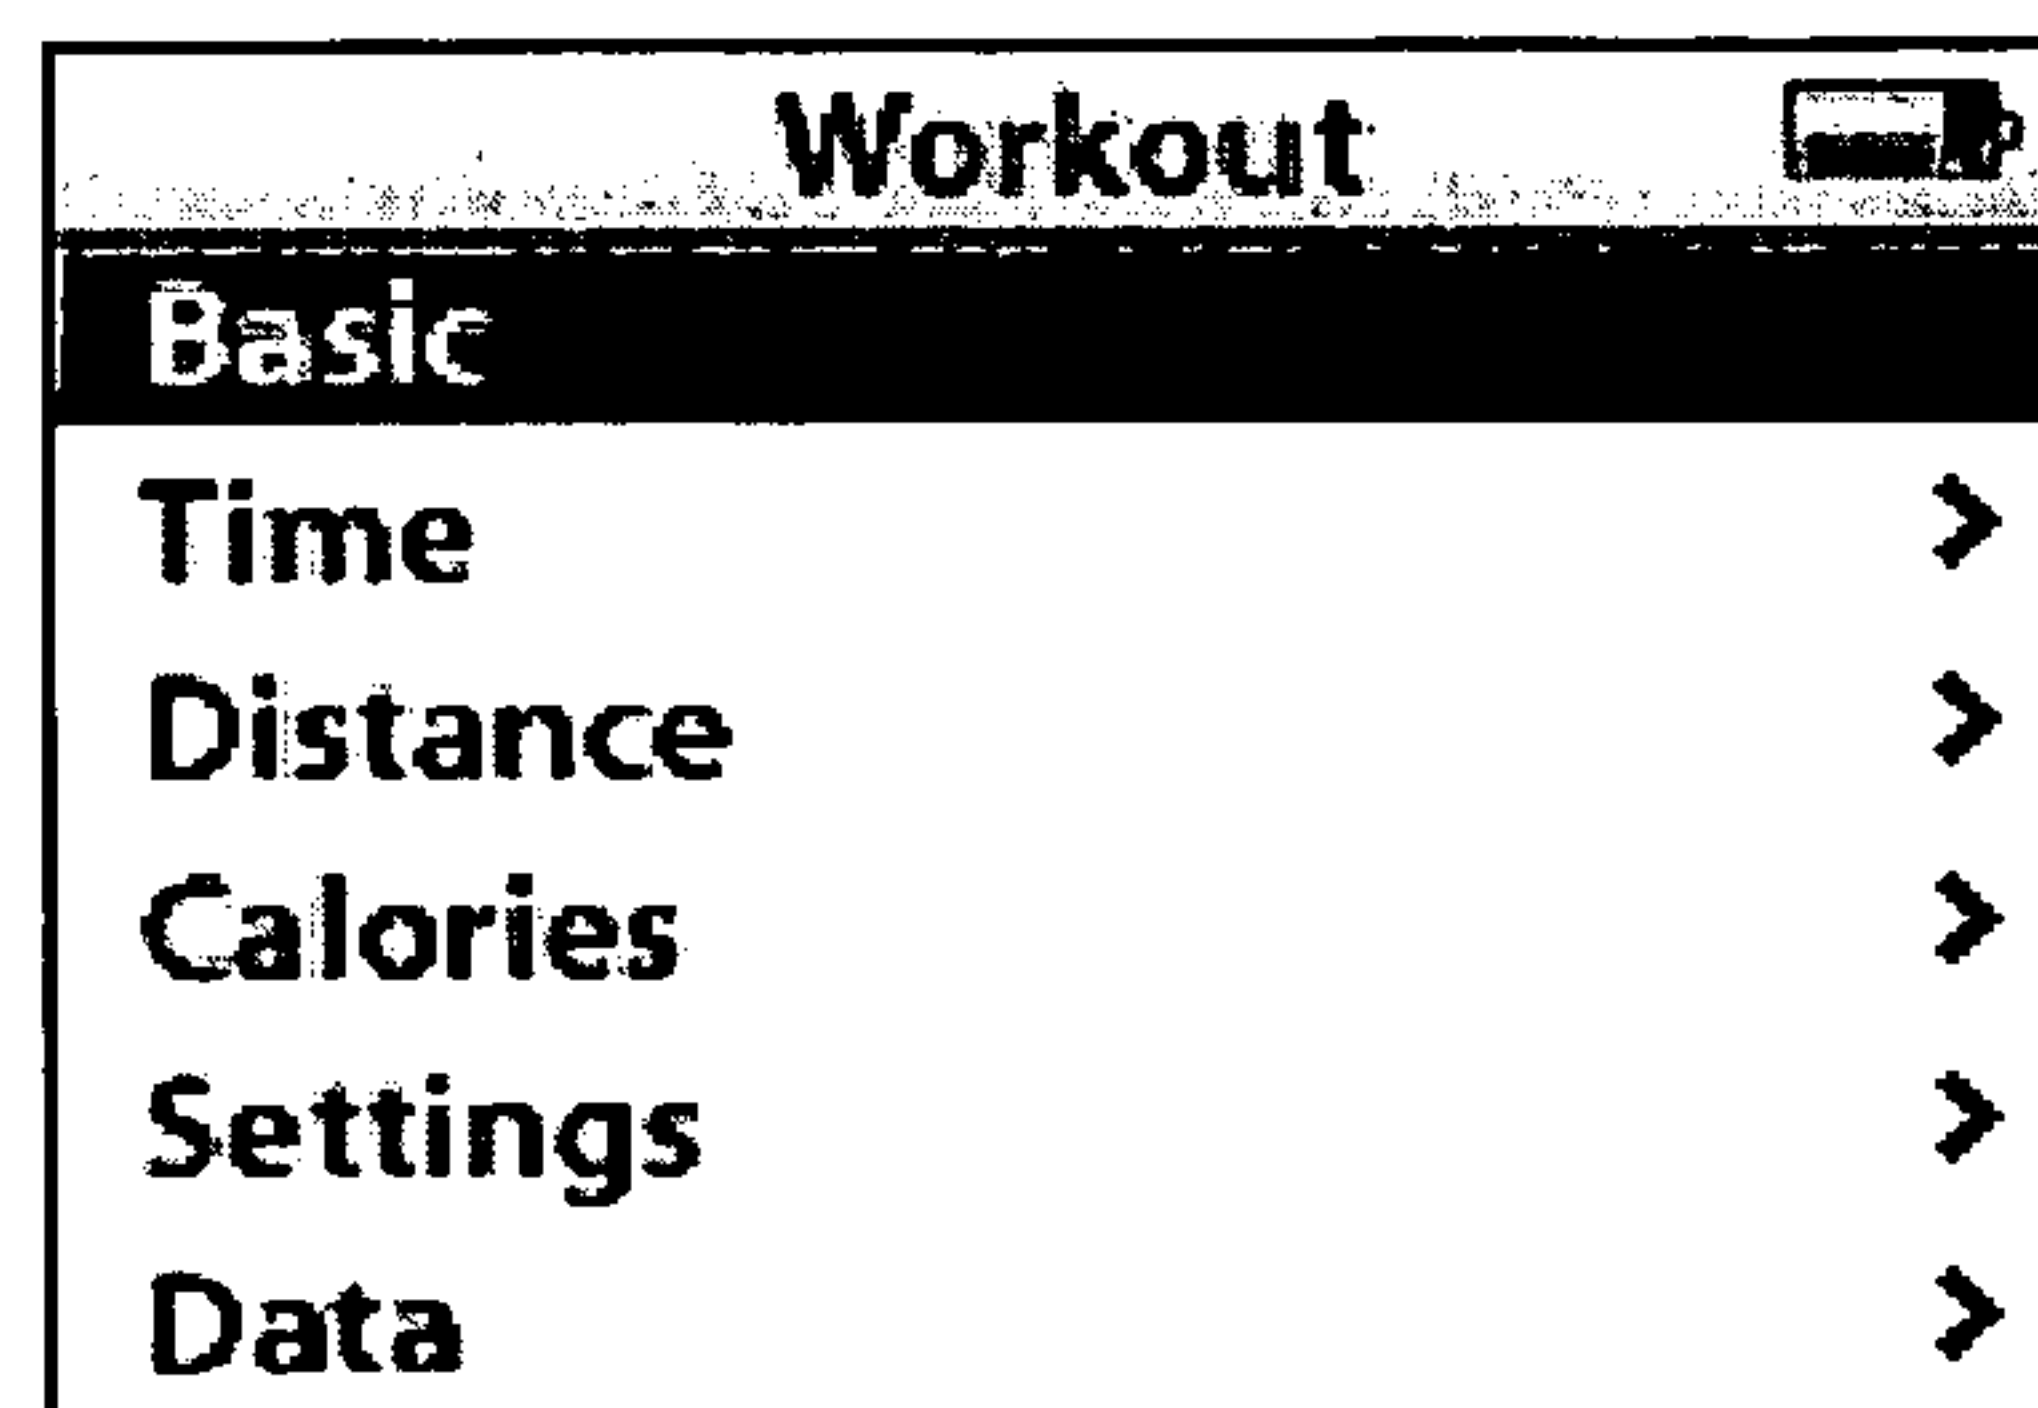 Workout
Basic
Time >
Distance >
Calories >
Settings >
Data >